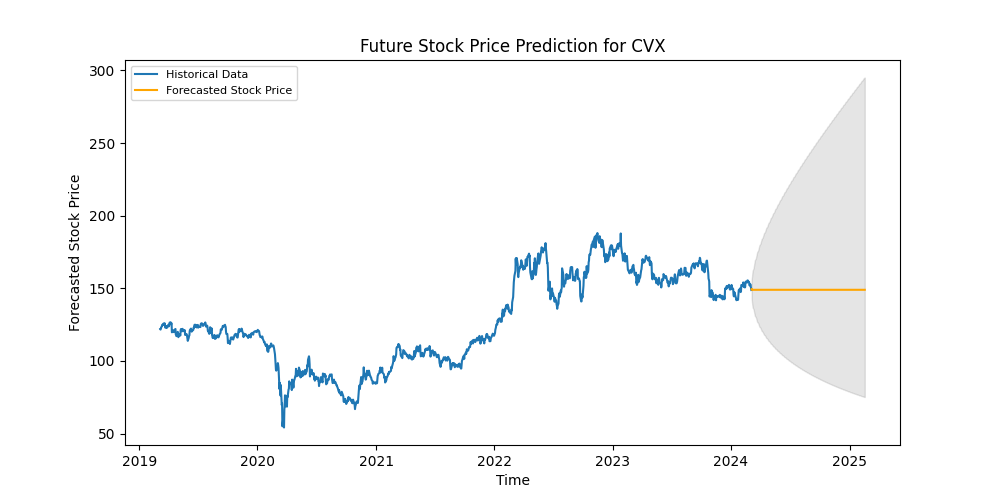 Future Stock Price Prediction for CVX
Historical Data
Forecasted Stock Price
300
250
200
150
100
50
Forecasted Stock Price
2019
2020
2021
2022
2023
2024
2025
Time